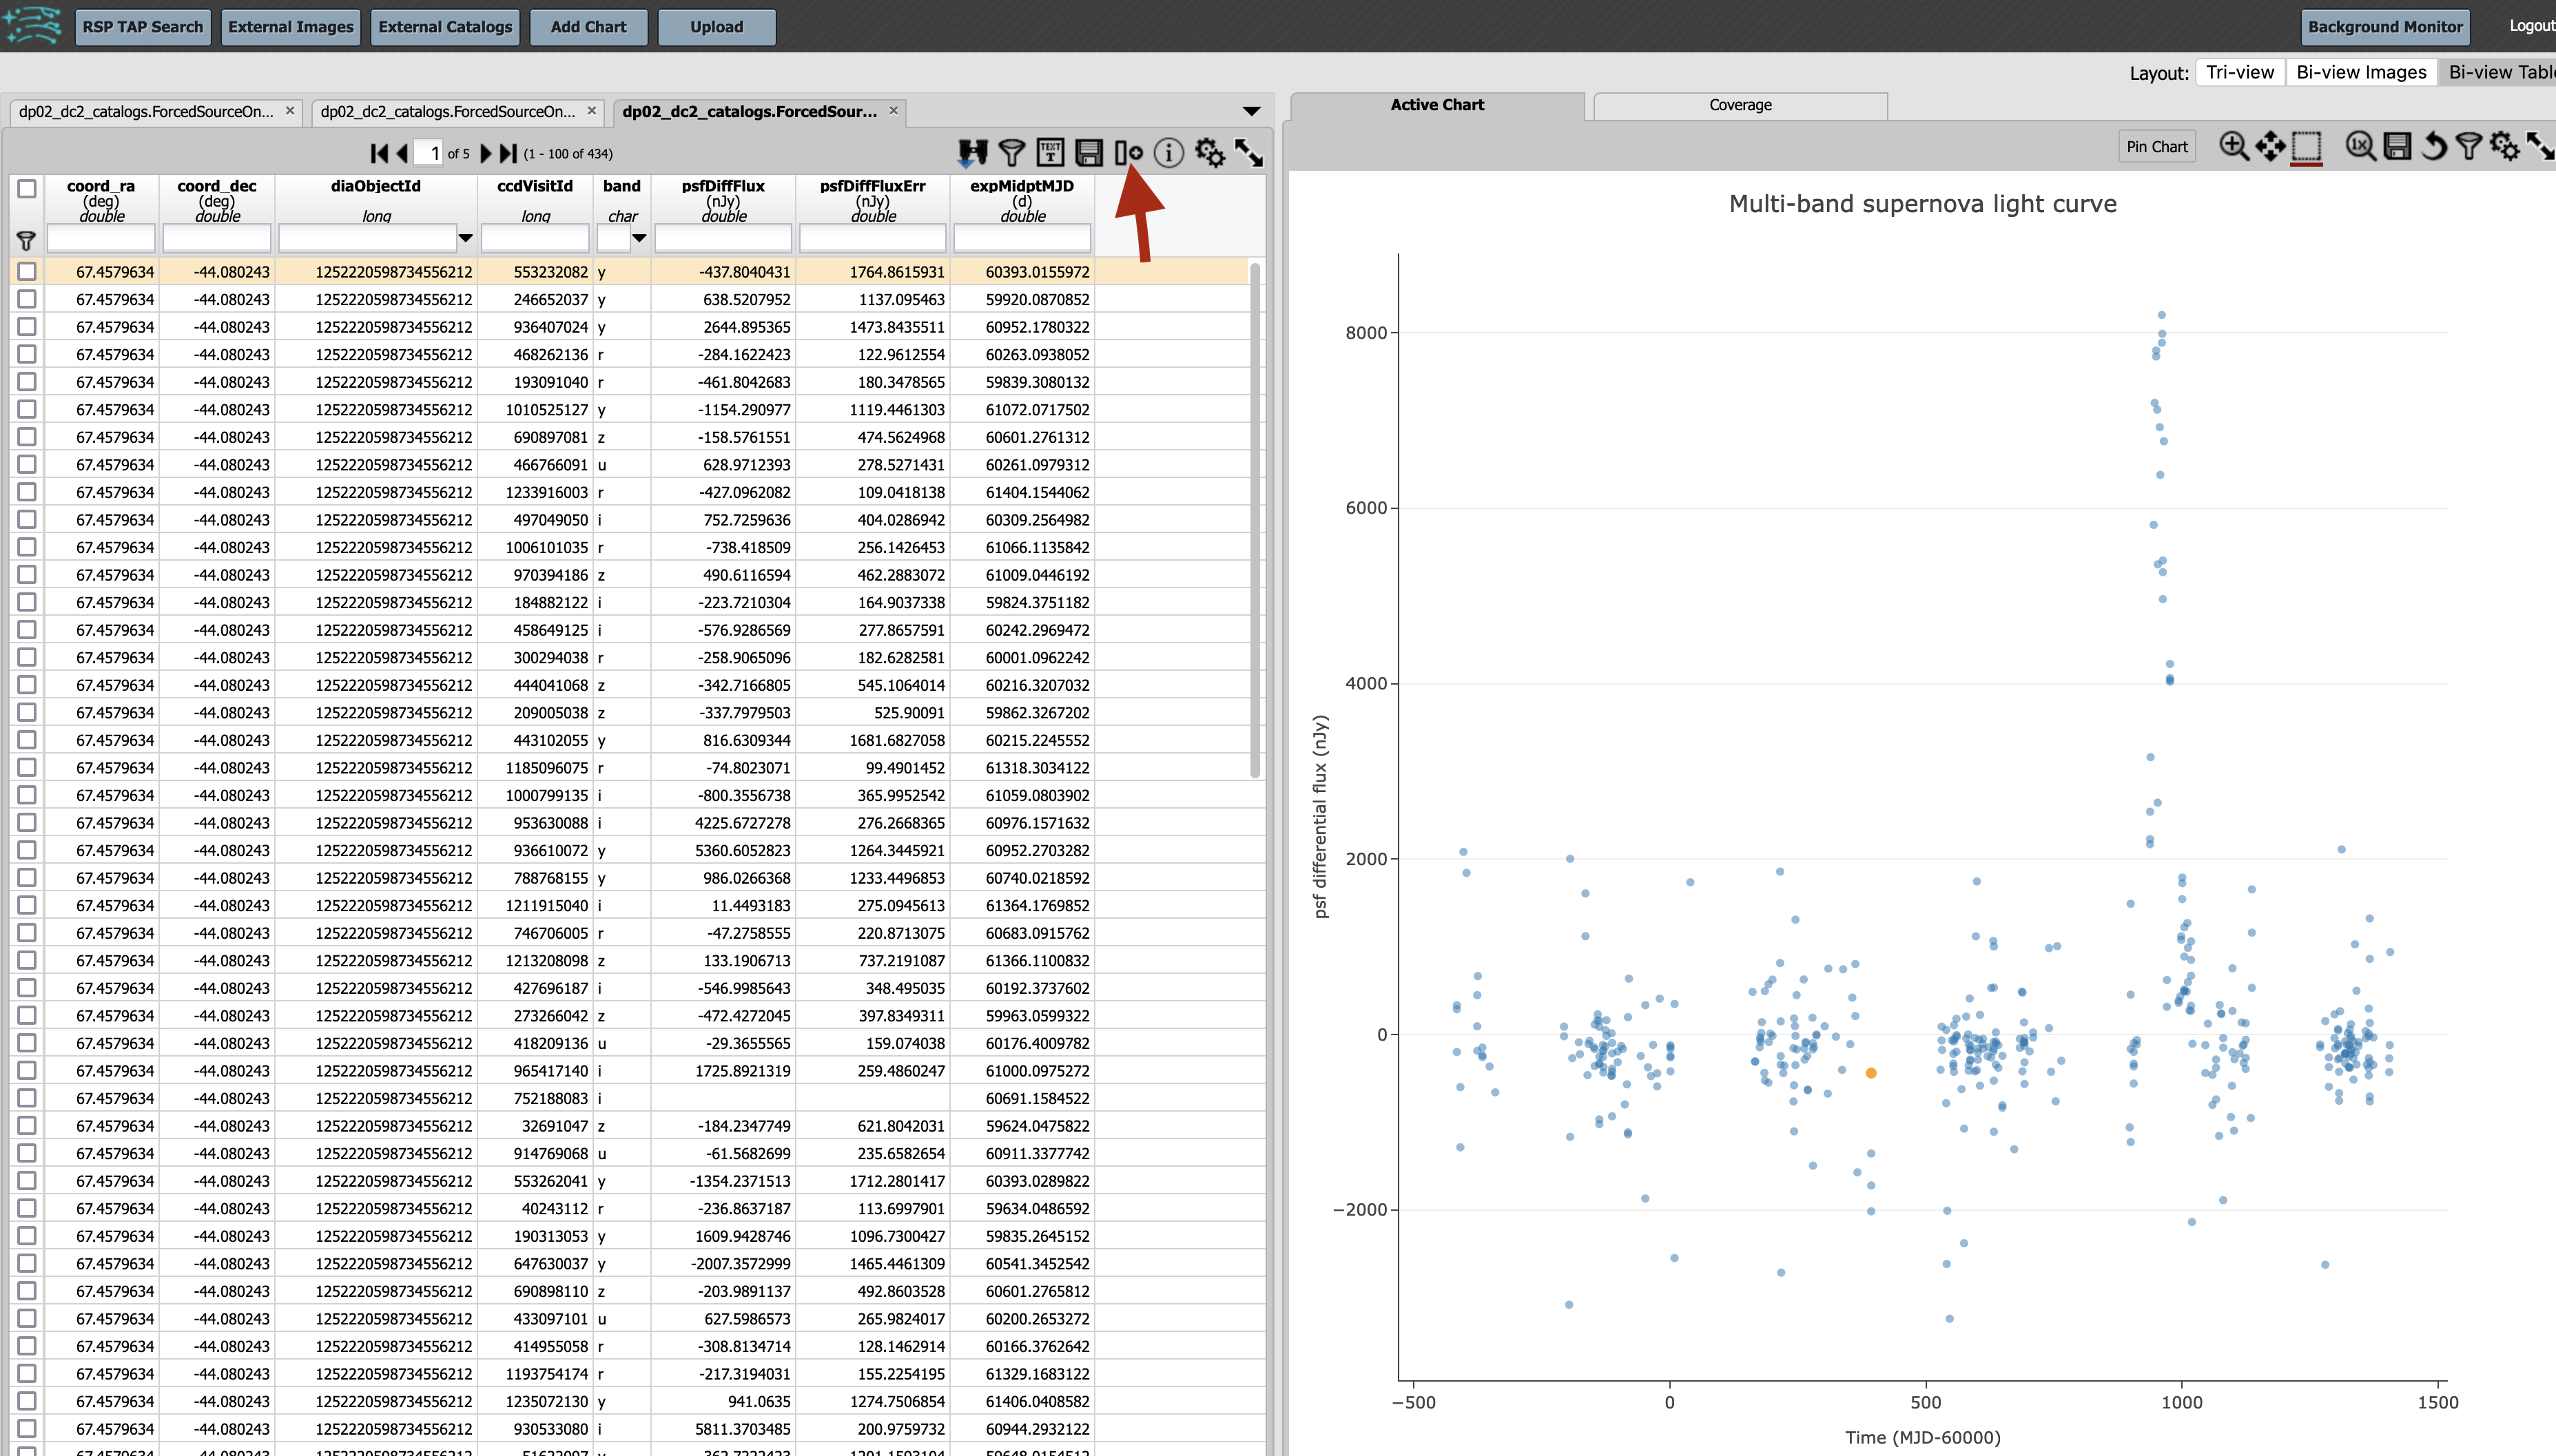 RSP TAP Search External Images External Catalogs Add Chart Upload Background Monitor Logout
Layout: Tri-view Bi-view Images Bi-view Table
dp02_dc2_catalogs.ForcedSourceOn... × dp02_dc2_catalogs.ForcedSourceOn... × dp02_dc2_catalogs.ForcedSour... ×
1 of 5 (1 - 100 of 434) TEXT T i
coord_ra coord_dec diaObjectId ccdVisitId band psfDiffFlux psfDiffFluxErr expMidptMJD
(deg) (deg) (nJy) (nJy) (d)
double double long long char double double double
67.4579634 -44.080243 1252220598734556212 553232082 y -437.8040431 1764.8615931 60393.0155972
67.4579634 -44.080243 1252220598734556212 246652037 y 638.5207952 1137.095463 59920.0870852
67.4579634 -44.080243 1252220598734556212 936407024 y 2644.895365 1473.8435511 60952.1780322
67.4579634 -44.080243 1252220598734556212 468262136 r -284.1622423 122.9612554 60263.0938052
67.4579634 -44.080243 1252220598734556212 193091040 r -461.8042683 180.3478565 59839.3080132
67.4579634 -44.080243 1252220598734556212 1010525127 y -1154.290977 1119.4461303 61072.0717502
67.4579634 -44.080243 1252220598734556212 690897081 z -158.5761551 474.5624968 60601.2761312
67.4579634 -44.080243 1252220598734556212 466766091 u 628.9712393 278.5271431 60261.0979312
67.4579634 -44.080243 1252220598734556212 1233916003 r -427.0962082 109.0418138 61404.1544062
67.4579634 -44.080243 1252220598734556212 497049050 i 752.7259636 404.0286942 60309.2564982
67.4579634 -44.080243 1252220598734556212 1006101035 r -738.418509 256.1426453 61066.1135842
67.4579634 -44.080243 1252220598734556212 970394186 z 490.6116594 462.2883072 61009.0446192
67.4579634 -44.080243 1252220598734556212 184882122 i -223.7210304 164.9037338 59824.3751182
67.4579634 -44.080243 1252220598734556212 458649125 i -576.9286569 277.8657591 60242.2969472
67.4579634 -44.080243 1252220598734556212 300294038 r -258.9065096 182.6282581 60001.0962242
67.4579634 -44.080243 1252220598734556212 444041068 z -342.7166805 545.1064014 60216.3207032
67.4579634 -44.080243 1252220598734556212 209005038 z -337.7979503 525.90091 59862.3267202
67.4579634 -44.080243 1252220598734556212 443102055 y 816.6309344 1681.6827058 60215.2245552
67.4579634 -44.080243 1252220598734556212 1185096075 r -74.8023071 99.4901452 61318.3034122
67.4579634 -44.080243 1252220598734556212 1000799135 i -800.3556738 365.9952542 61059.0803902
67.4579634 -44.080243 1252220598734556212 953630088 i 4225.6727278 276.2668365 60976.1571632
67.4579634 -44.080243 1252220598734556212 936610072 y 5360.6052823 1264.3445921 60952.2703282
67.4579634 -44.080243 1252220598734556212 788768155 y 986.0266368 1233.4496853 60740.0218592
67.4579634 -44.080243 1252220598734556212 1211915040 i 11.4493183 275.0945613 61364.1769852
67.4579634 -44.080243 1252220598734556212 746706005 r -47.2758555 220.8713075 60683.0915762
67.4579634 -44.080243 1252220598734556212 1213208098 z 133.1906713 737.2191087 61366.1100832
67.4579634 -44.080243 1252220598734556212 427696187 i -546.9985643 348.495035 60192.3737602
67.4579634 -44.080243 1252220598734556212 273266042 z -472.4272045 397.8349311 59963.0599322
67.4579634 -44.080243 1252220598734556212 418209136 u -29.3655565 159.074038 60176.4009782
67.4579634 -44.080243 1252220598734556212 965417140 i 1725.8921319 259.4860247 61000.0975272
67.4579634 -44.080243 1252220598734556212 752188083 i 60691.1584522
67.4579634 -44.080243 1252220598734556212 32691047 z -184.2347749 621.8042031 59624.0475822
67.4579634 -44.080243 1252220598734556212 914769068 u -61.5682699 235.6582654 60911.3377742
67.4579634 -44.080243 1252220598734556212 553262041 y -1354.2371513 1712.2801417 60393.0289822
67.4579634 -44.080243 1252220598734556212 40243112 r -236.8637187 113.6997901 59634.0486592
67.4579634 -44.080243 1252220598734556212 190313053 y 1609.9428746 1096.7300427 59835.2645152
67.4579634 -44.080243 1252220598734556212 647630037 y -2007.3572999 1465.4461309 60541.3452542
67.4579634 -44.080243 1252220598734556212 690898110 z -203.9891137 492.8603528 60601.2765812
67.4579634 -44.080243 1252220598734556212 433097101 u 627.5986573 265.9824017 60200.2653272
67.4579634 -44.080243 1252220598734556212 414955058 r -308.8134714 128.1462914 60166.3762642
67.4579634 -44.080243 1252220598734556212 1193754174 r -217.3194031 155.2254195 61329.1683122
67.4579634 -44.080243 1252220598734556212 1235072130 y 941.0635 1274.7506854 61406.0408582
67.4579634 -44.080243 1252220598734556212 930533080 i 5811.3703485 200.9759732 60944.2932122
Active Chart Coverage
Pin Chart 1x
Multi-band supernova light curve
8000
6000
4000
2000
0
−2000
psf differential flux (nJy)
−500 0 500 1000 1500
Time (MJD-60000)